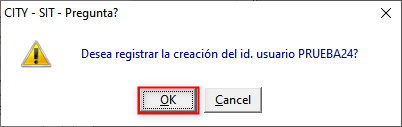 CITY - SIT - Pregunta?
Desea registrar la creación del id. usuario PRUEBA24?
OK
Cancel